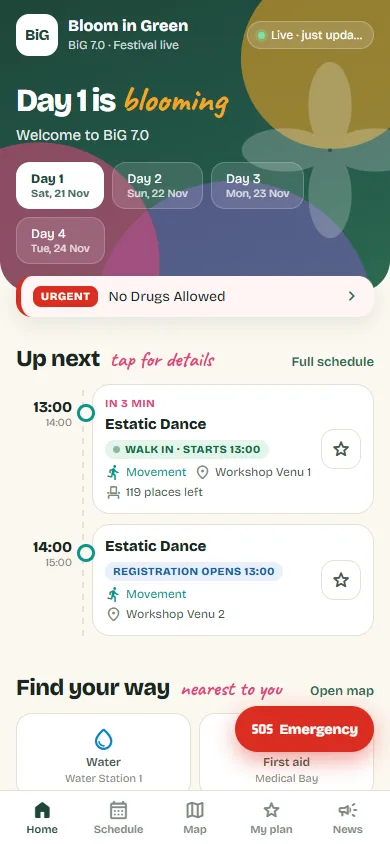 BiG
Bloom in Green
BiG 7.0 · Festival live
Live · just upda...
Day 1 is blooming
Welcome to BiG 7.0
Day 1
Sat, 21 Nov
Day 2
Sun, 22 Nov
Day 3
Mon, 23 Nov
Day 4
Tue, 24 Nov
URGENT No Drugs Allowed
Up next tap for details Full schedule
13:00
14:00
IN 3 MIN
Estatic Dance
WALK IN · STARTS 13:00
Movement Workshop Venu 1
119 places left
14:00
15:00
Estatic Dance
REGISTRATION OPENS 13:00
Movement
Workshop Venu 2
Find your way nearest to you Open map
SOS Emergency
Water
Water Station 1
First aid
Medical Bay
Home
Schedule
Map
My plan
News